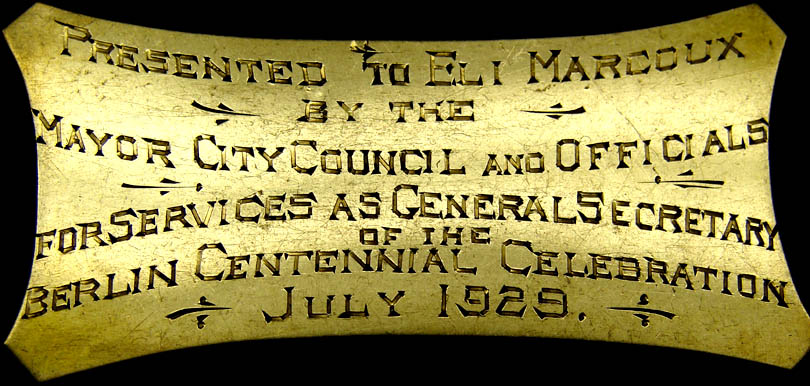 PRESENTED TO ELI MARCOUX
BY THE
MAYOR CITY COUNCIL AND OFFICIALS
FOR SERVICES AS GENERAL SECRETARY
OF THE
BERLIN CENTENNIAL CELEBRATION
JULY 1929.